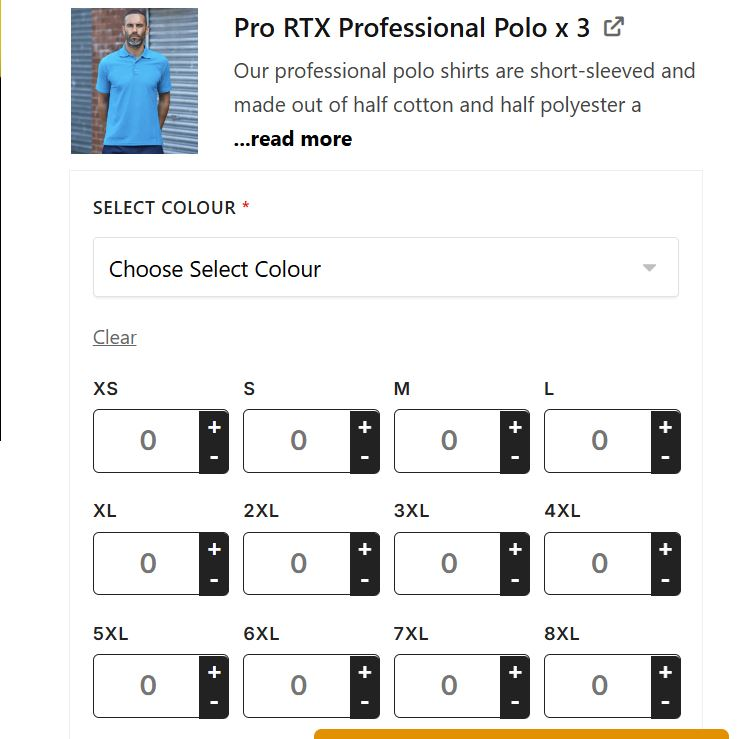 Pro RTX Professional Polo x 3
Our professional polo shirts are short-sleeved and
made out of half cotton and half polyester a
...read more
SELECT COLOUR *
Choose Select Colour
Clear
XS S M L
0 + - 0 + - 0 + - 0 + -
XL 2XL 3XL 4XL
0 + - 0 + - 0 + - 0 + -
5XL 6XL 7XL 8XL
0 + - 0 + - 0 + - 0 + -